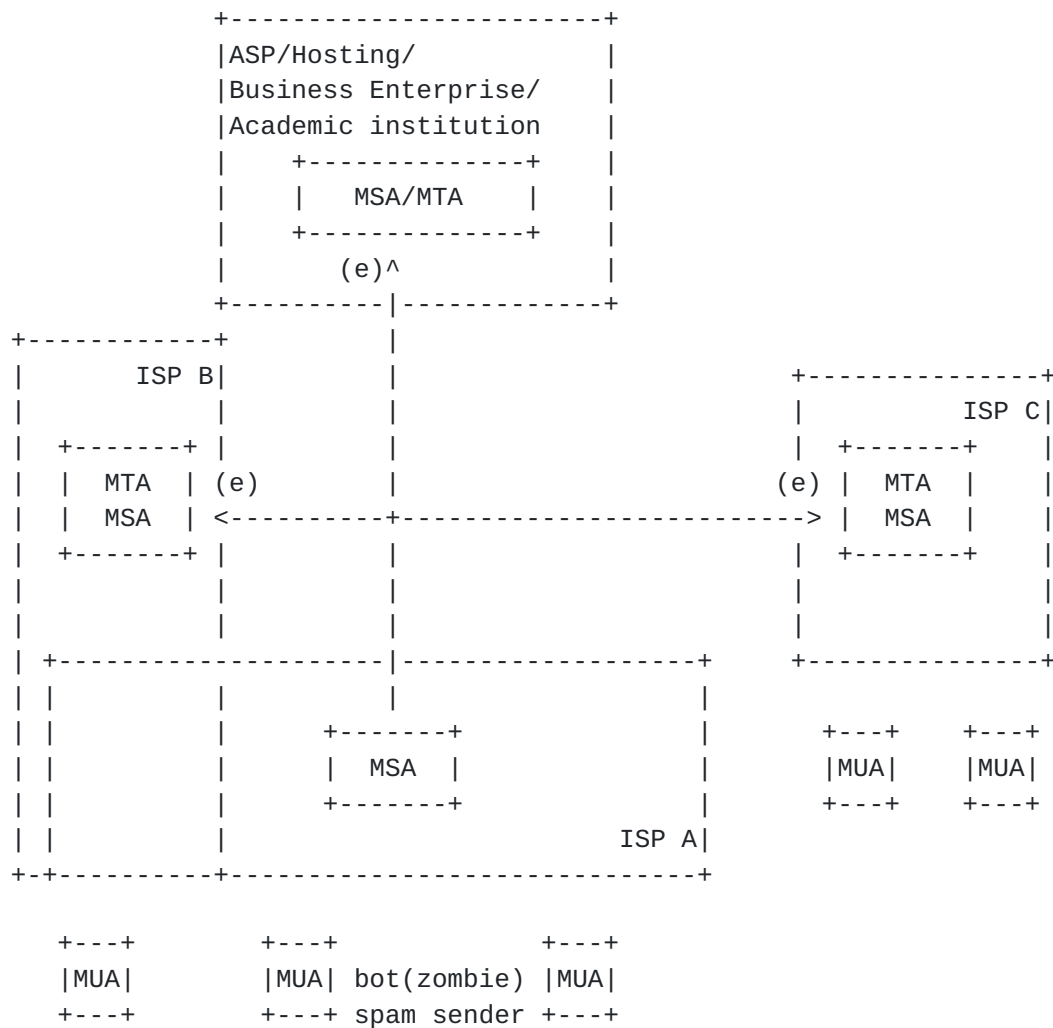 ASP/Hosting/
Business Enterprise/
Academic institution
MSA/MTA
(e)^
ISP B
ISP C
MTA
(e)
(e)
MTA
MSA
<
>
MSA
MSA
MUA
MUA
ISP A
MUA
MUA
bot(zombie)
MUA
spam sender